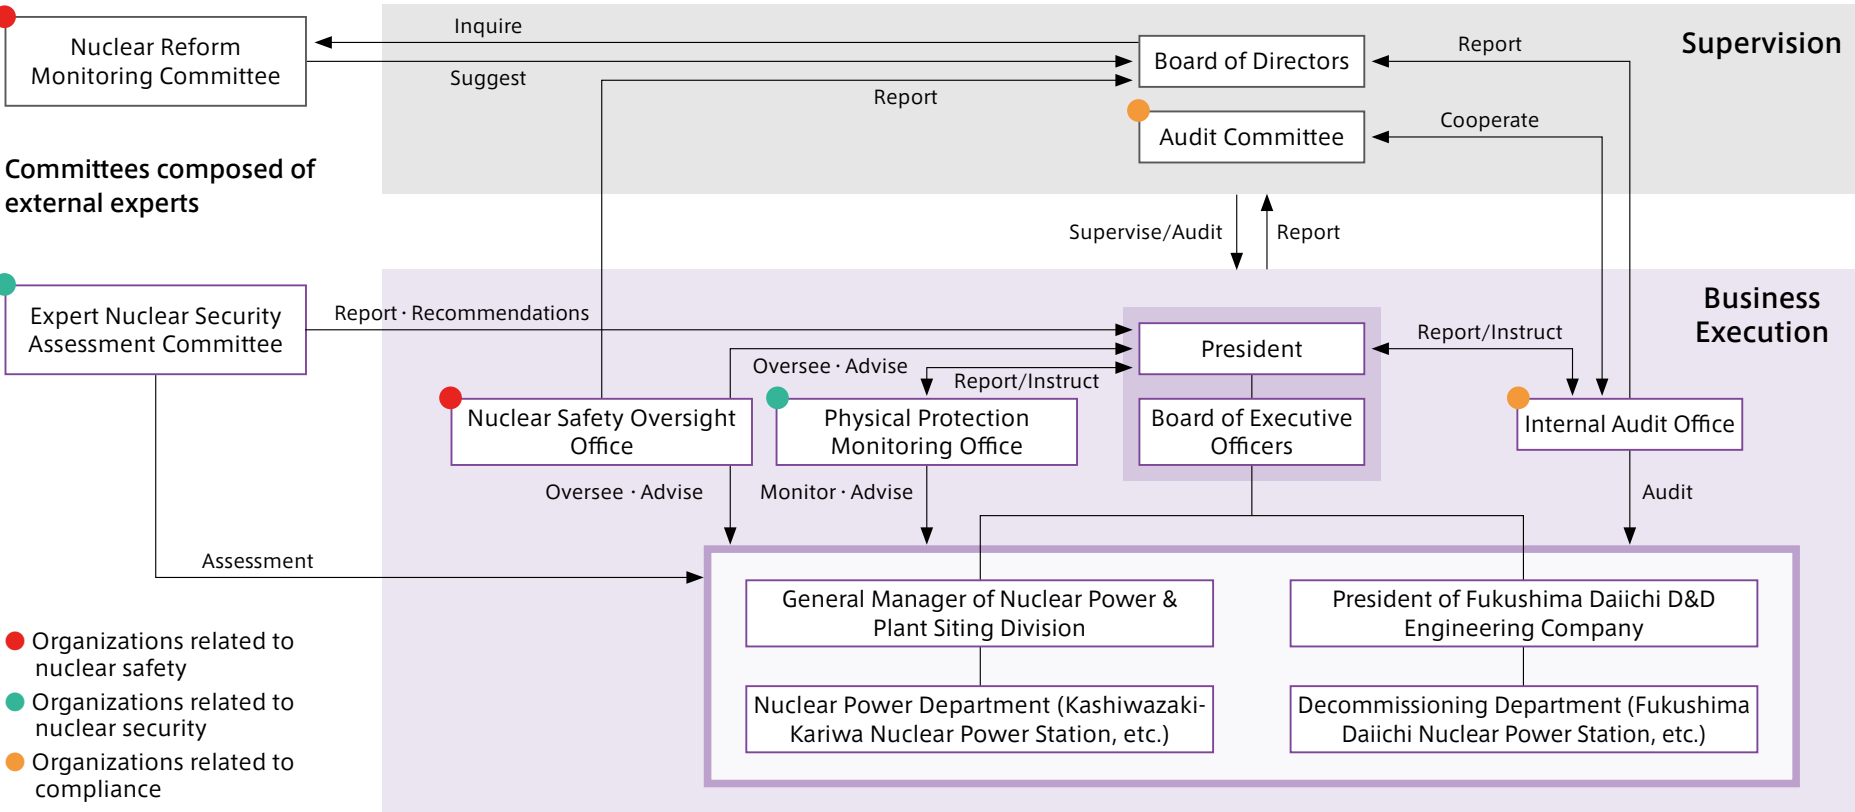 Nuclear Reform
Monitoring Committee
Inquire
Suggest
Report
Board of Directors
Report
Supervision
Audit Committee
Cooperate
Committees composed of
external experts
Supervise/Audit
Report
Business
Execution
Expert Nuclear Security
Assessment Committee
Report · Recommendations
President
Report/Instruct
Oversee · Advise
Report/Instruct
Nuclear Safety Oversight
Office
Physical Protection
Monitoring Office
Board of Executive
Officers
Internal Audit Office
Oversee · Advise
Monitor · Advise
Audit
Assessment
General Manager of Nuclear Power &
Plant Siting Division
President of Fukushima Daiichi D&D
Engineering Company
Nuclear Power Department (Kashiwazaki-
Kariwa Nuclear Power Station, etc.)
Decommissioning Department (Fukushima
Daiichi Nuclear Power Station, etc.)
Organizations related to
nuclear safety
Organizations related to
nuclear security
Organizations related to
compliance